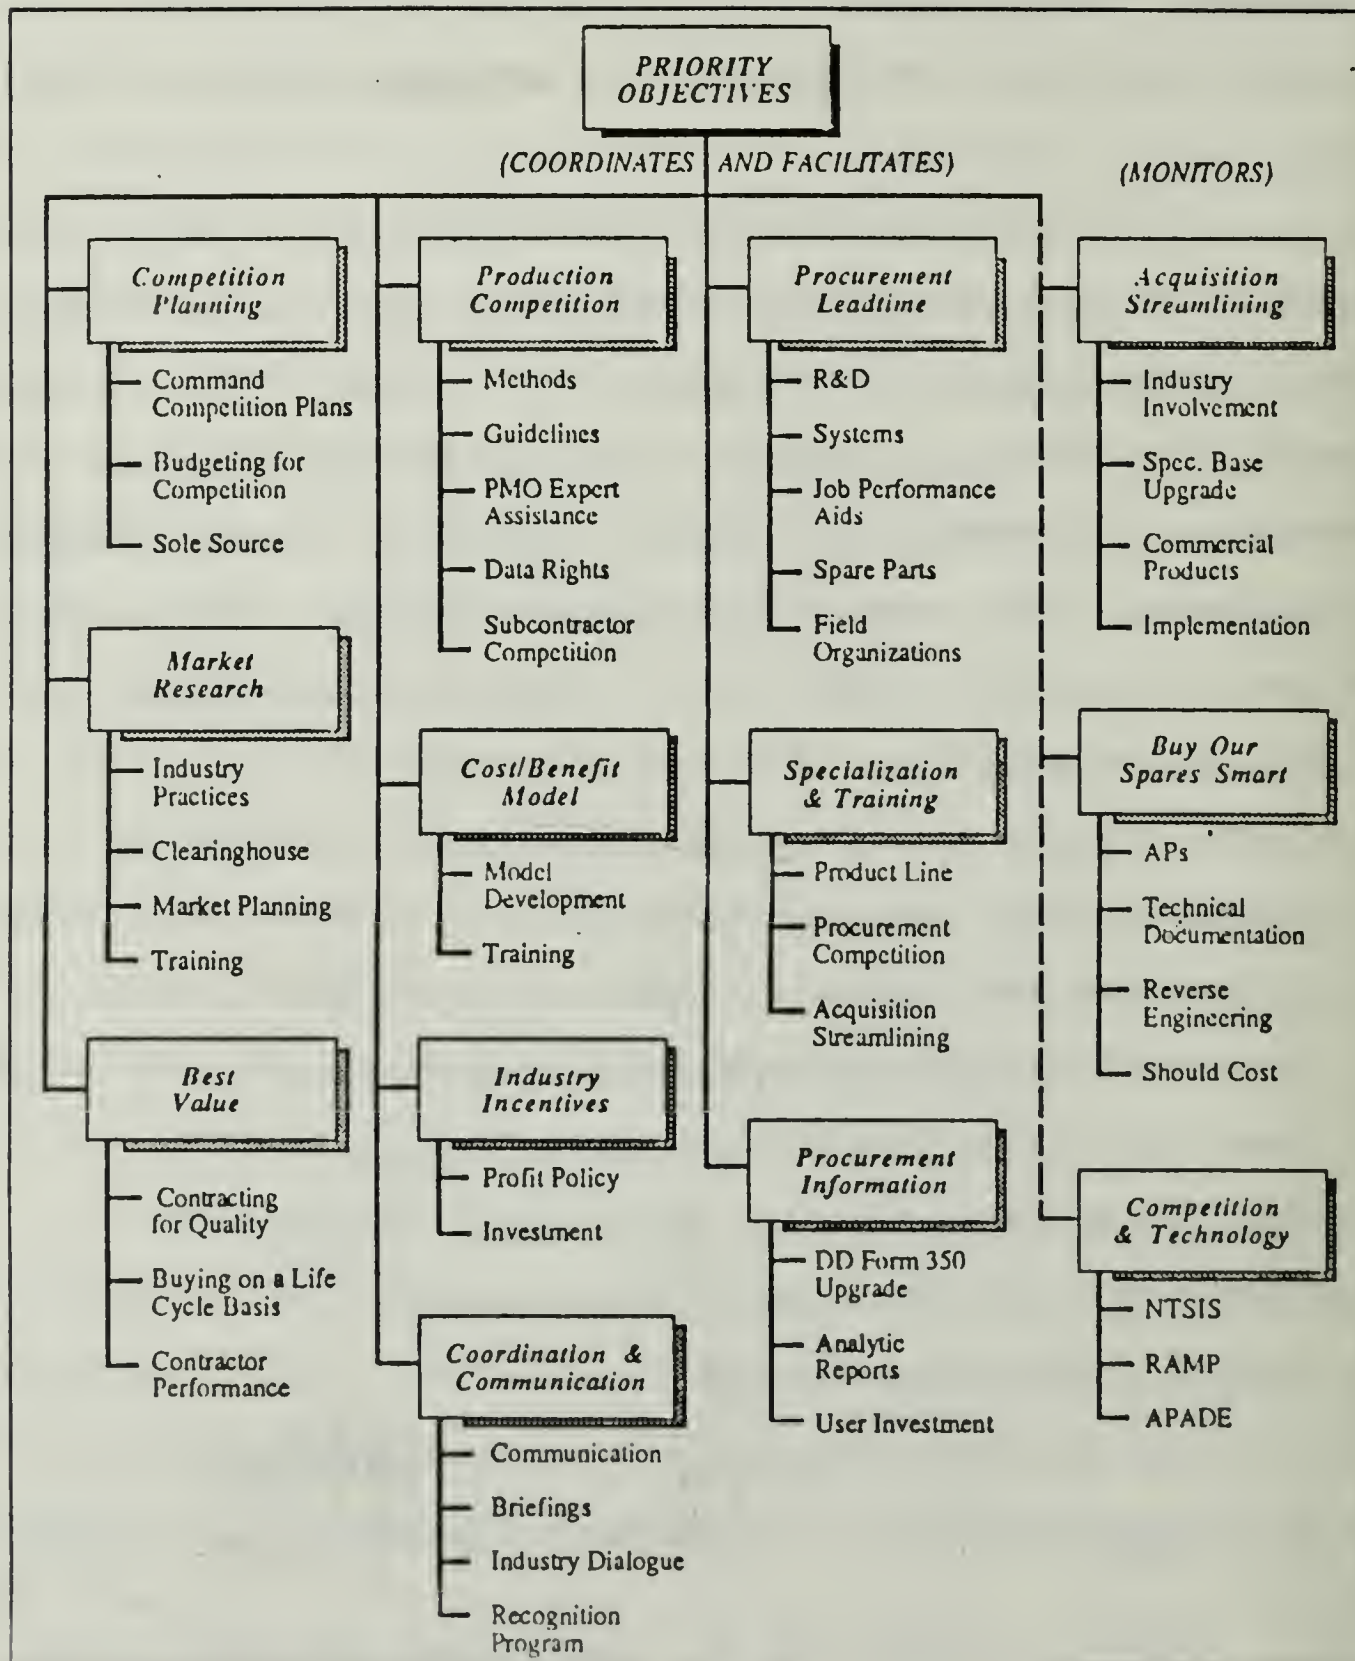 PRIORITY
OBJECTIVES
(COORDINATES AND FACILITATES)
(MONITORS)
Competition
Planning
Command
Competition Plans
Budgeting for
Competition
Sole Source
Market
Research
Industry
Practices
Clearinghouse
Market Planning
Training
Best
Value
Contracting
for Quality
Buying on a Life
Cycle Basis
Contractor
Performance
Production
Competition
Methods
Guidelines
PMO Expert
Assistance
Data Rights
Subcontractor
Competition
Cost/Benefit
Model
Model
Development
Training
Industry
Incentives
Profit Policy
Investment
Coordination &
Communication
Communication
Briefings
Industry Dialogue
Recognition
Program
Procurement
Leadtime
R&D
Systems
Job Performance
Aids
Spare Parts
Field
Organizations
Specialization
& Training
Product Line
Procurement
Competition
Acquisition
Streamlining
Procurement
Information
DD Form 350
Upgrade
Analytic
Reports
User Investment
Acquisition
Streamlining
Industry
Involvement
Spec. Base
Upgrade
Commercial
Products
Implementation
Buy Our
Spares Smart
APs
Technical
Documentation
Reverse
Engineering
Should Cost
Competition
& Technology
NTSIS
RAMP
APADE